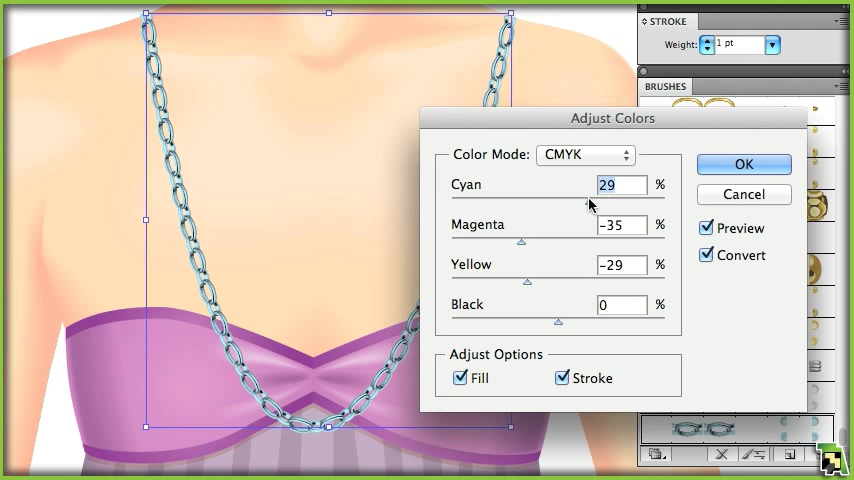 STROKE
Weight: 1 pt
BRUSHES
Adjust Colors
Color Mode: CMYK
OK
Cyan 29 %
Cancel
Magenta -35 %
Preview
Convert
Yellow -29 %
Black 0 %
Adjust Options
Fill Stroke